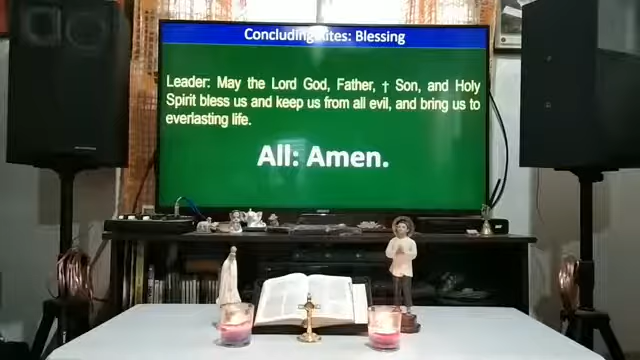 Concluding Rites: Blessing
Leader: May the Lord God, Father, † Son, and Holy
Spirit bless us and keep us from all evil, and bring us to
everlasting life.
All: Amen.